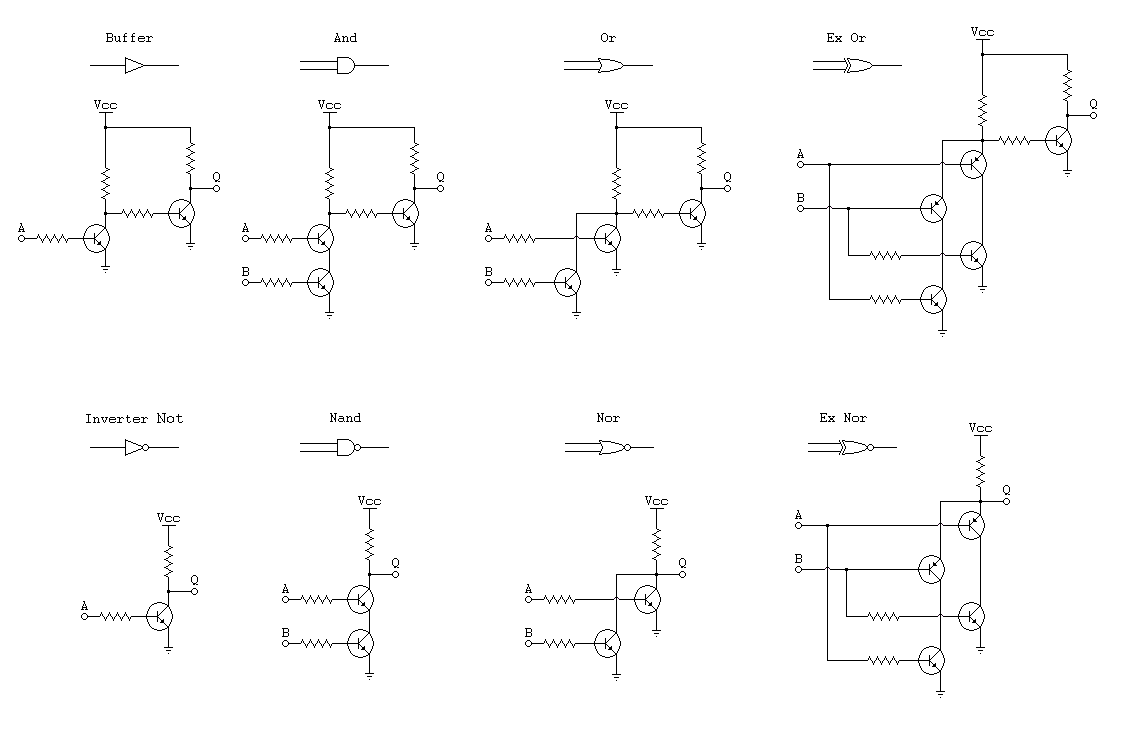 Buffer
And
Or
Ex Or
Vcc
Vcc
Vcc
Vcc
Q
A
Q
Q
Q
B
A
A
A
B
B
Inverter Not
Nand
Nor
Ex Nor
Vcc
Vcc
Vcc
Q
Vcc
A
Q
Q
B
Q
A
A
A
B
B